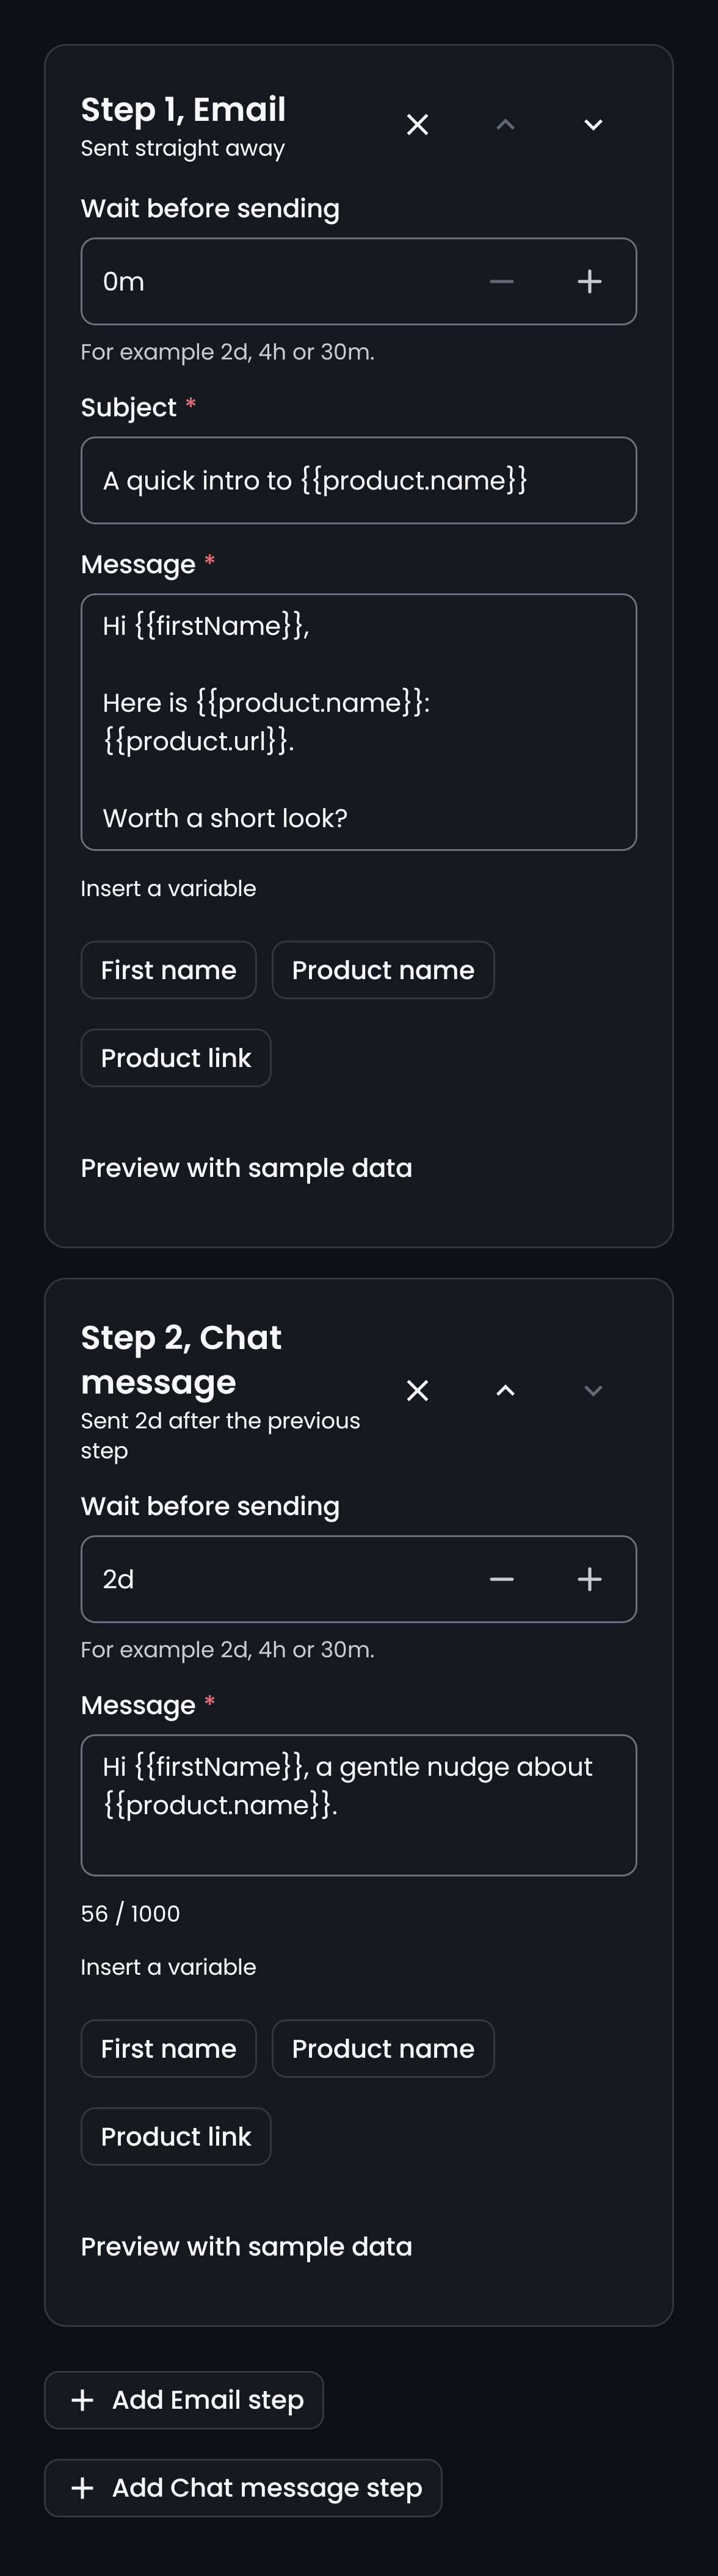 Step 1, Email
Sent straight away
Wait before sending
0m
For example 2d, 4h or 30m.
Subject *
A quick intro to {{product.name}}
Message *
Hi {{firstName}},
Here is {{product.name}}:
{{product.url}}.
Worth a short look?
Insert a variable
First name
Product name
Product link
Preview with sample data
Step 2, Chat
message
Sent 2d after the previous
step
Wait before sending
2d
For example 2d, 4h or 30m.
Message *
Hi {{firstName}}, a gentle nudge about
{{product.name}}.
56 / 1000
Insert a variable
First name
Product name
Product link
Preview with sample data
Add Email step
Add Chat message step